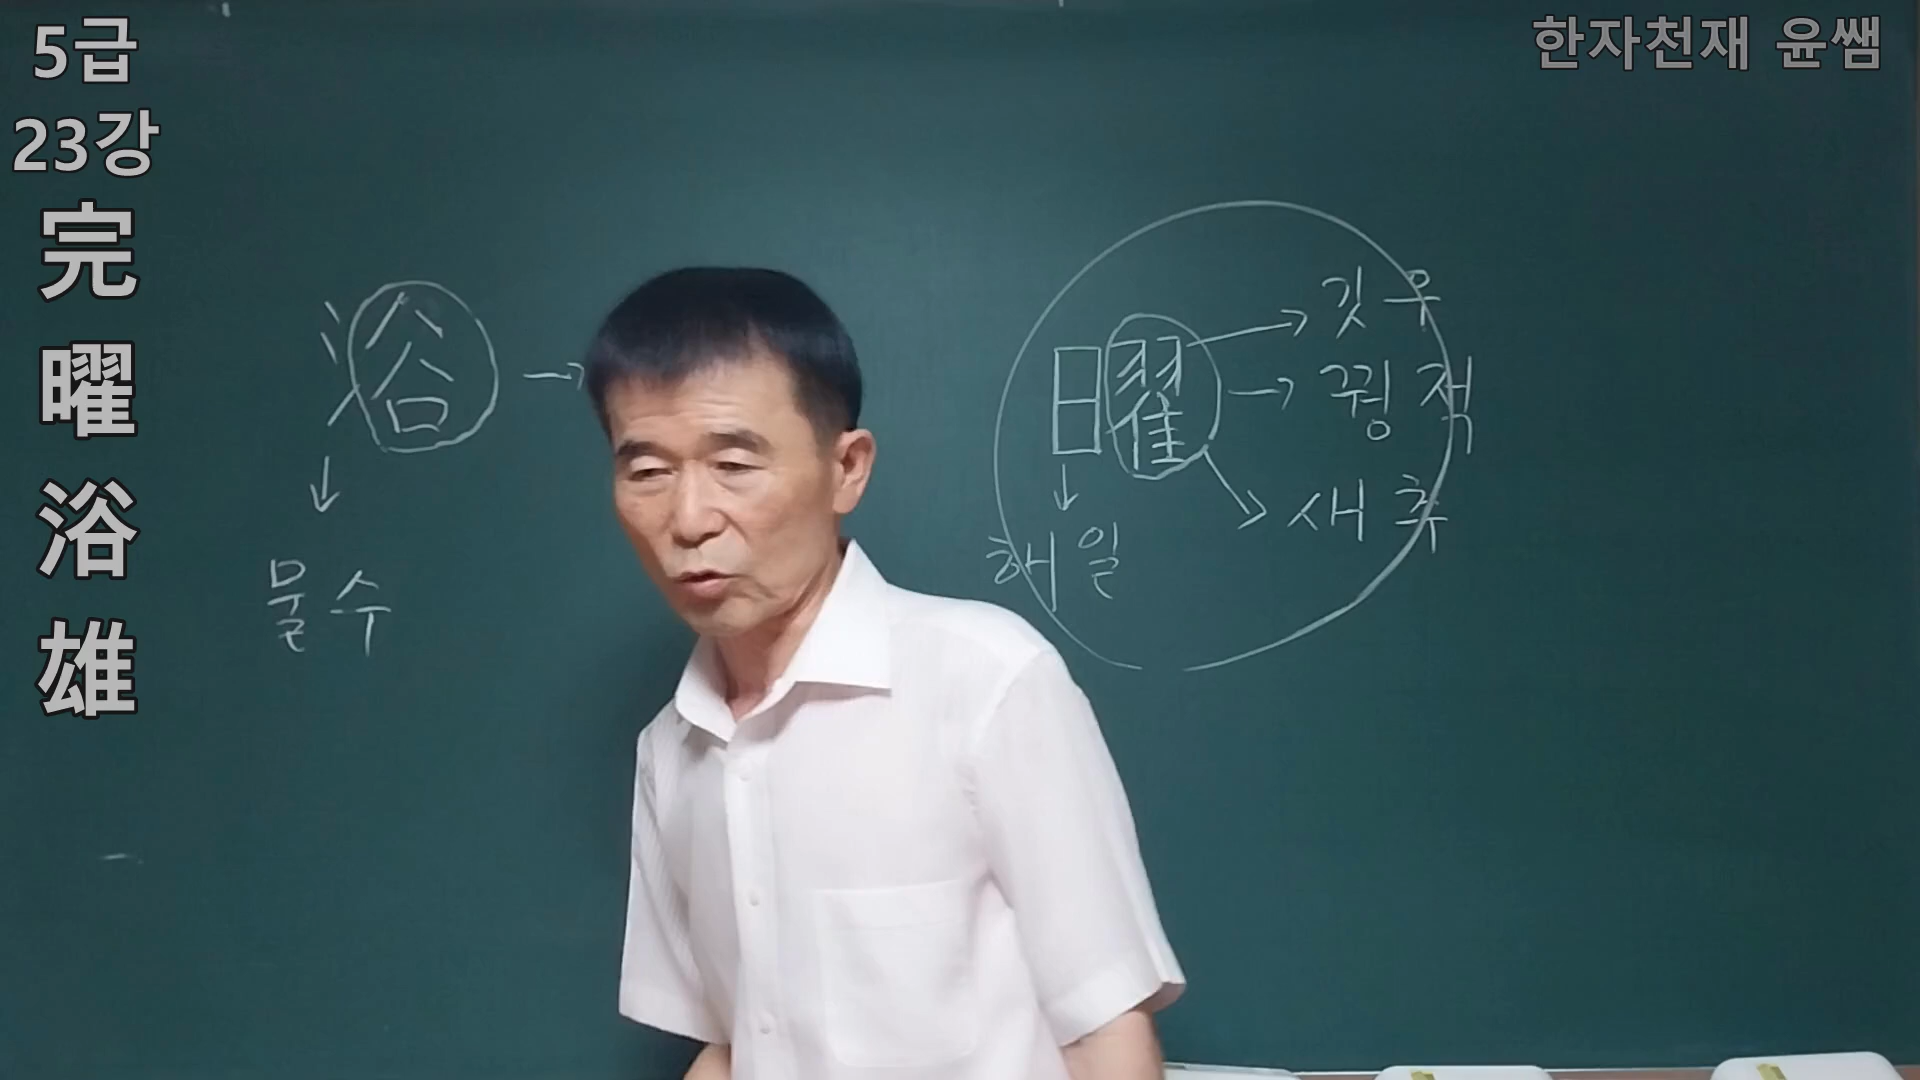 5급
23강
完
曜
浴
雄
한자천재 윤쌤
浴 →
↓
물 수
曜 → 깃 우
→ 꿩 적
→ 새 추
↓
해 일